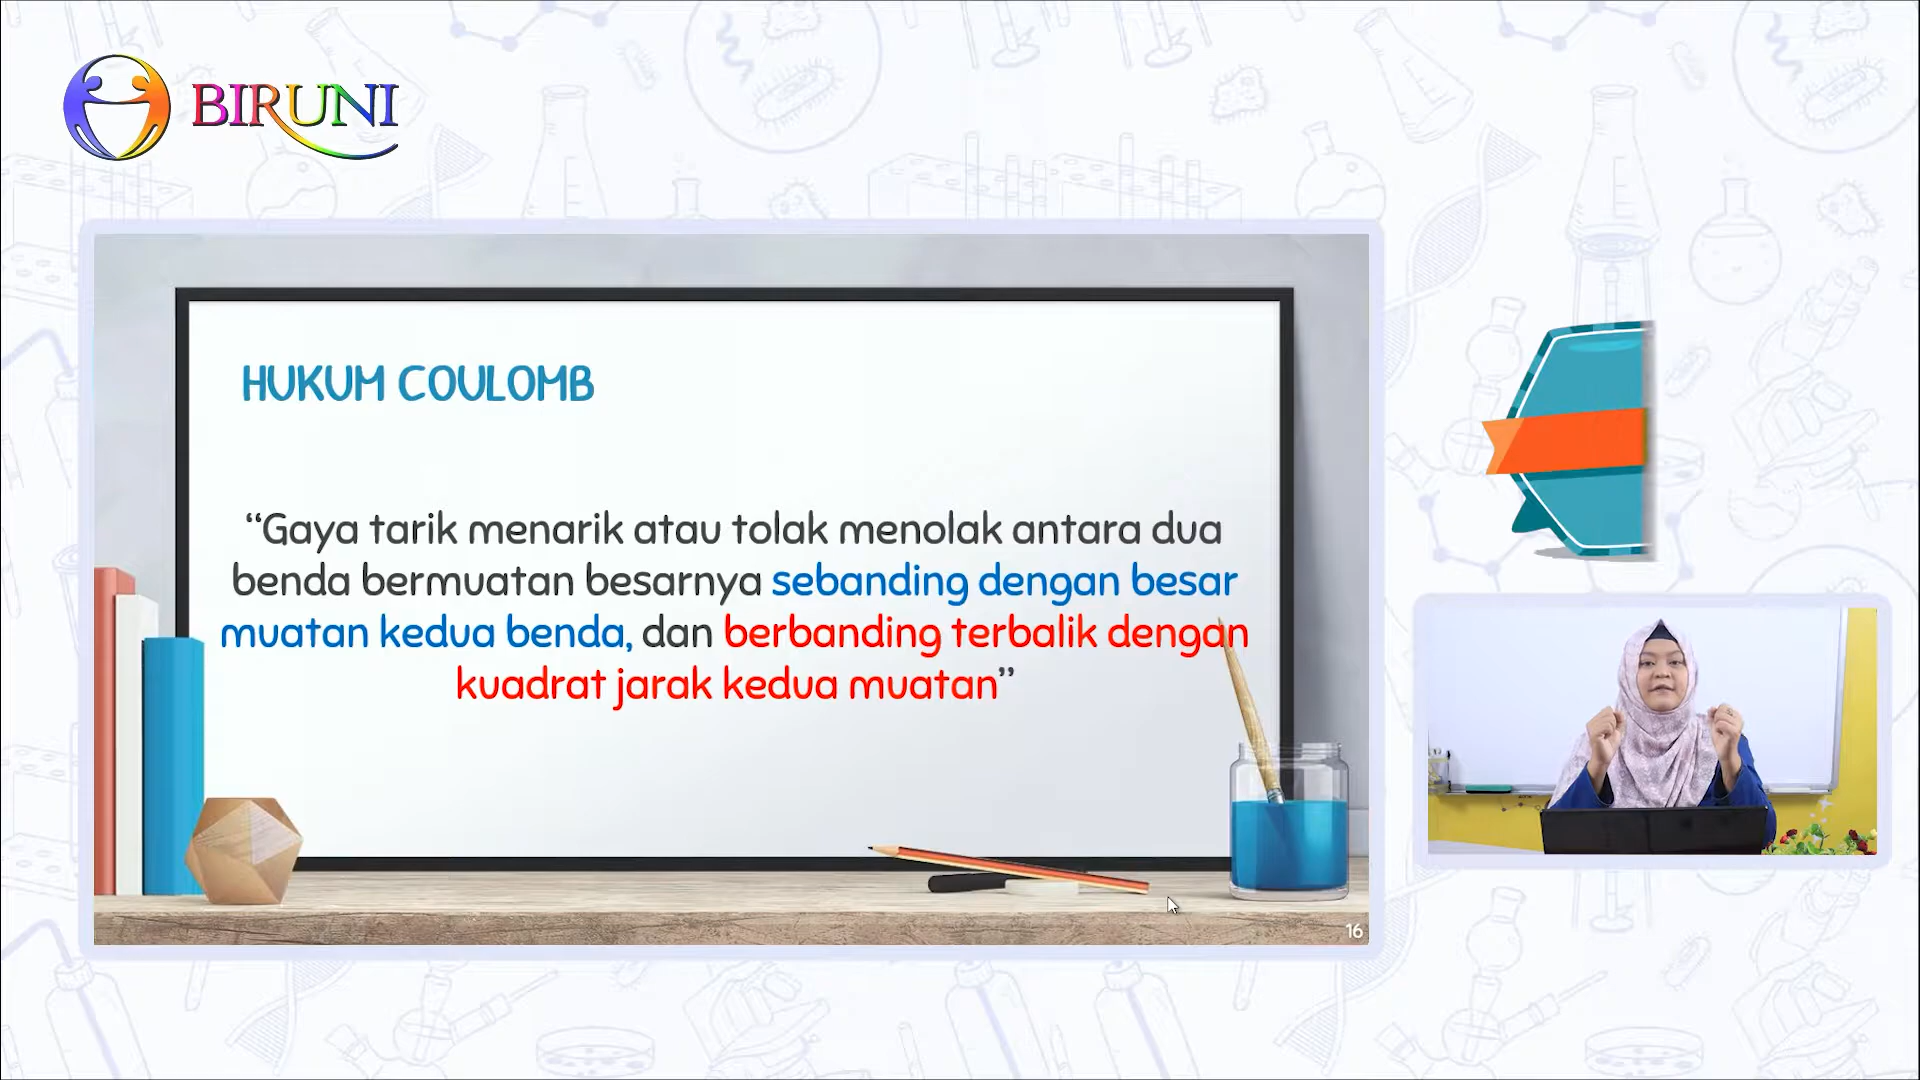 BIRUNI
HUKUM COULOMB
“Gaya tarik menarik atau tolak menolak antara dua
benda bermuatan besarnya sebanding dengan besar
muatan kedua benda, dan berbanding terbalik dengan
kuadrat jarak kedua muatan”
16